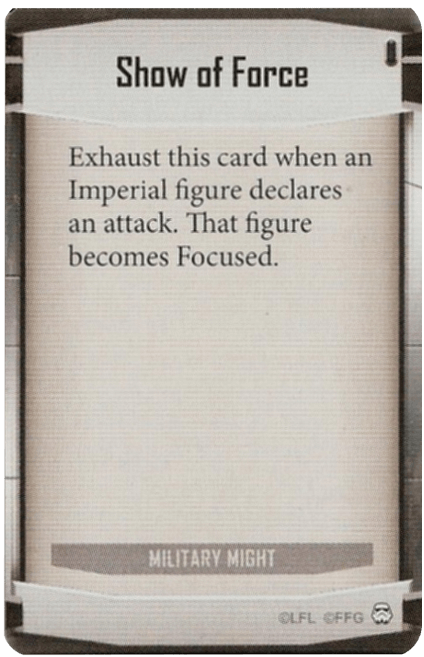 Show of Force
Exhaust this card when an
Imperial figure declares
an attack. That figure
becomes Focused.
MILITARY MIGHT
©LFL ©FFG